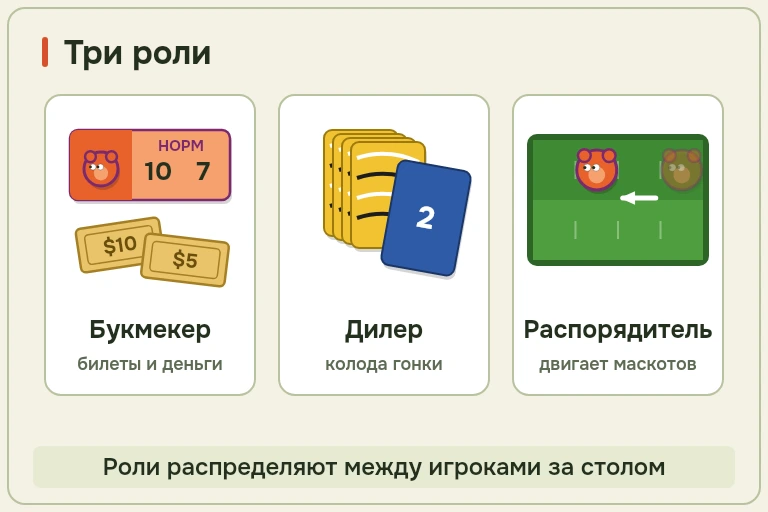 Три роли
НОРМ
10 7
$10
$5
2
Букмекер
билеты и деньги
Дилер
колода гонки
Распорядитель
двигает маскотов
Роли распределяют между игроками за столом